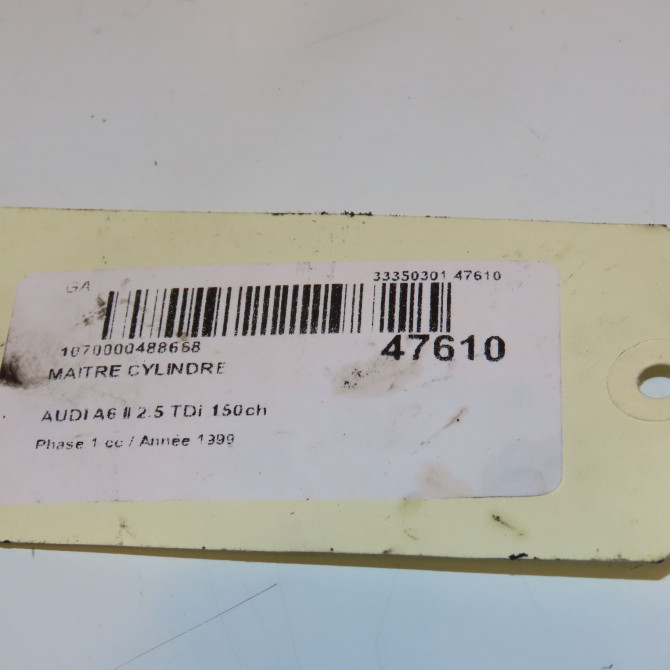 GA
33350301 47610
1070000488668
47610
MAITRE CYLINDRE
AUDI A6 II 2.5 TDi 150ch
Phase 1 cc / Année 1999